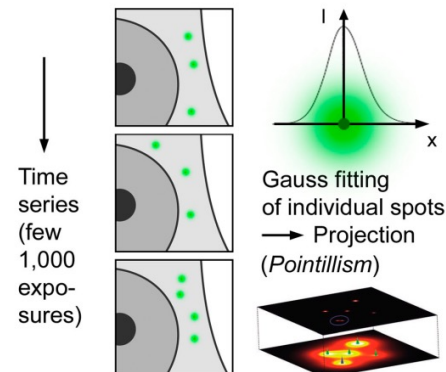 Time
series
(few
1,000
expo-
sures)
I
x
Gauss fitting
of individual spots
Projection
(Pointillism)